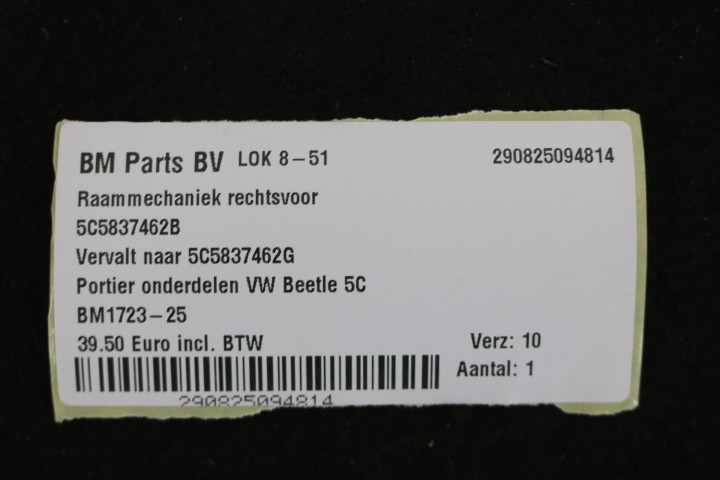 BM Parts BV LOK 8-51 290825094814
Raammechaniek rechtsvoor
5C5837462B
Vervalt naar 5C5837462G
Portier onderdelen VW Beetle 5C
BM1723-25
39.50 Euro incl. BTW Verz: 10
Aantal: 1
290825094814